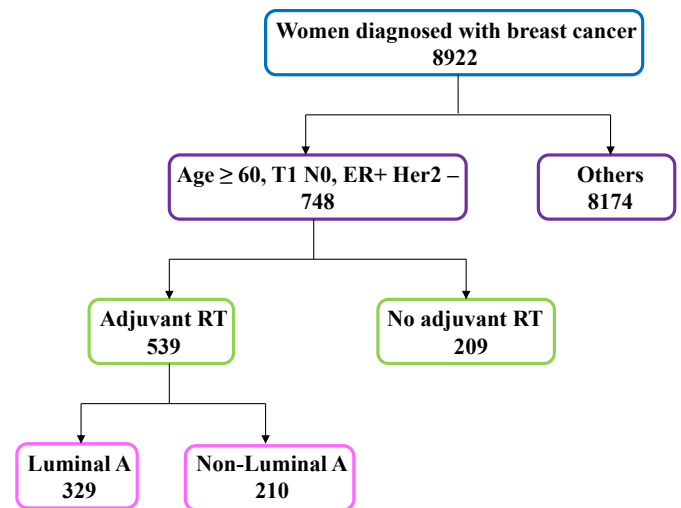 Women diagnosed with breast cancer
8922
Age ≥ 60, T1 N0, ER+ Her2 –
748
Others
8174
Adjuvant RT
539
No adjuvant RT
209
Luminal A
329
Non-Luminal A
210